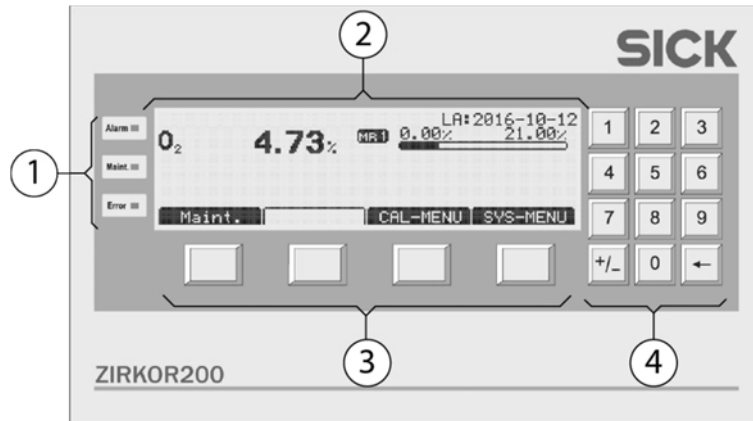 2
SICK
1
Alarm
Maint.
Error
LA:2016-10-12
O₂ 4.73% MR1 0.00% 21.00%
Maint. CAL-MENU SYS-MENU
1 2 3
4 5 6
7 8 9
+/- 0 ←
3
4
ZIRKOR200